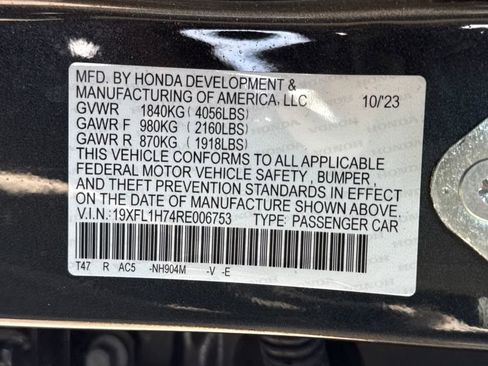 MFD. BY HONDA DEVELOPMENT &
MANUFACTURING OF AMERICA, LLC 10/'23
GVWR 1840KG (4056LBS)
GAWR F 980KG (2160LBS)
GAWR R 870KG (1918LBS)
THIS VEHICLE CONFORMS TO ALL APPLICABLE
FEDERAL MOTOR VEHICLE SAFETY, BUMPER,
AND THEFT PREVENTION STANDARDS IN EFFECT
ON THE DATE OF MANUFACTURE SHOWN ABOVE.
V.I.N.:19XFL1H74RE006753 TYPE: PASSENGER CAR
T47 R AC5 -NH904M -V -E